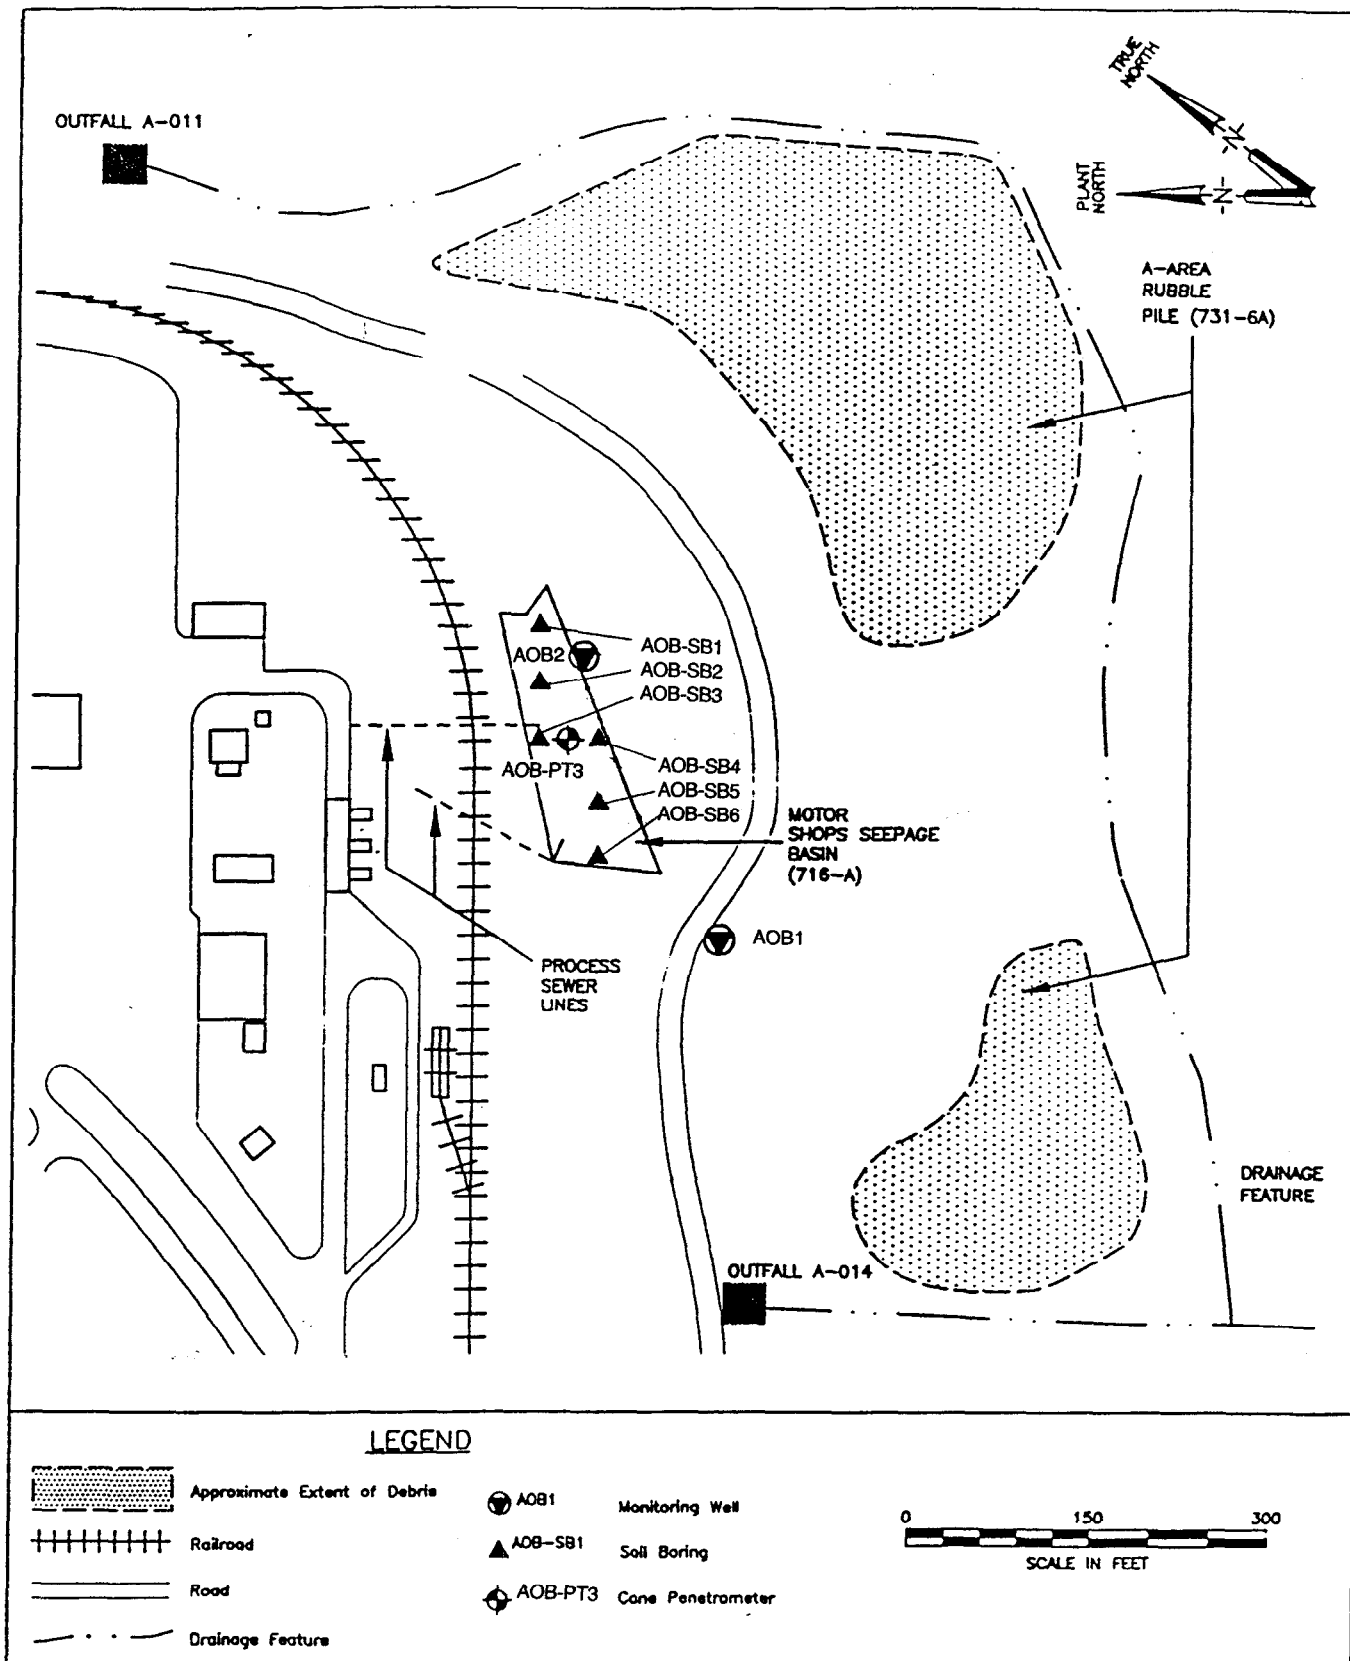 TRUE
NORTH
N
PLANT
NORTH
N
OUTFALL A-011
A-AREA
RUBBLE
PILE (731-6A)
AOB-SB1
AOB2
AOB-SB2
AOB-SB3
AOB-PT3
AOB-SB4
AOB-SB5
AOB-SB6
MOTOR
SHOPS SEEPAGE
BASIN
(716-A)
AOB1
PROCESS
SEWER
LINES
DRAINAGE
FEATURE
OUTFALL A-014
LEGEND
Approximate Extent of Debris
Railroad
Road
Drainage Feature
AOB1 Monitoring Well
AOB-SB1 Soil Boring
AOB-PT3 Cone Penetrometer
0 150 300
SCALE IN FEET